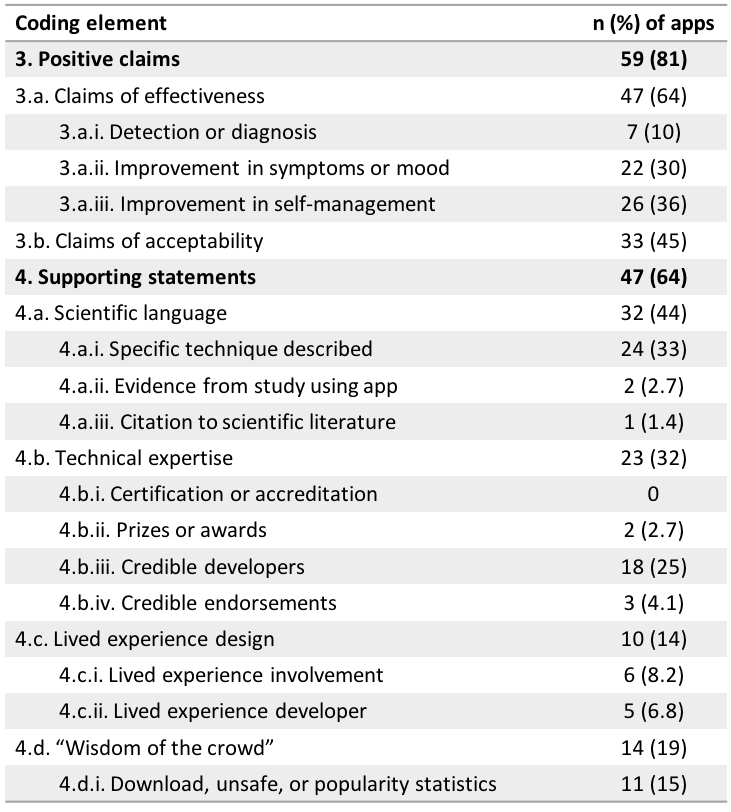 Coding element n (%) of apps
3. Positive claims 59 (81)
3.a. Claims of effectiveness 47 (64)
3.a.i. Detection or diagnosis 7 (10)
3.a.ii. Improvement in symptoms or mood 22 (30)
3.a.iii. Improvement in self-management 26 (36)
3.b. Claims of acceptability 33 (45)
4. Supporting statements 47 (64)
4.a. Scientific language 32 (44)
4.a.i. Specific technique described 24 (33)
4.a.ii. Evidence from study using app 2 (2.7)
4.a.iii. Citation to scientific literature 1 (1.4)
4.b. Technical expertise 23 (32)
4.b.i. Certification or accreditation 0
4.b.ii. Prizes or awards 2 (2.7)
4.b.iii. Credible developers 18 (25)
4.b.iv. Credible endorsements 3 (4.1)
4.c. Lived experience design 10 (14)
4.c.i. Lived experience involvement 6 (8.2)
4.c.ii. Lived experience developer 5 (6.8)
4.d. “Wisdom of the crowd” 14 (19)
4.d.i. Download, unsafe, or popularity statistics 11 (15)